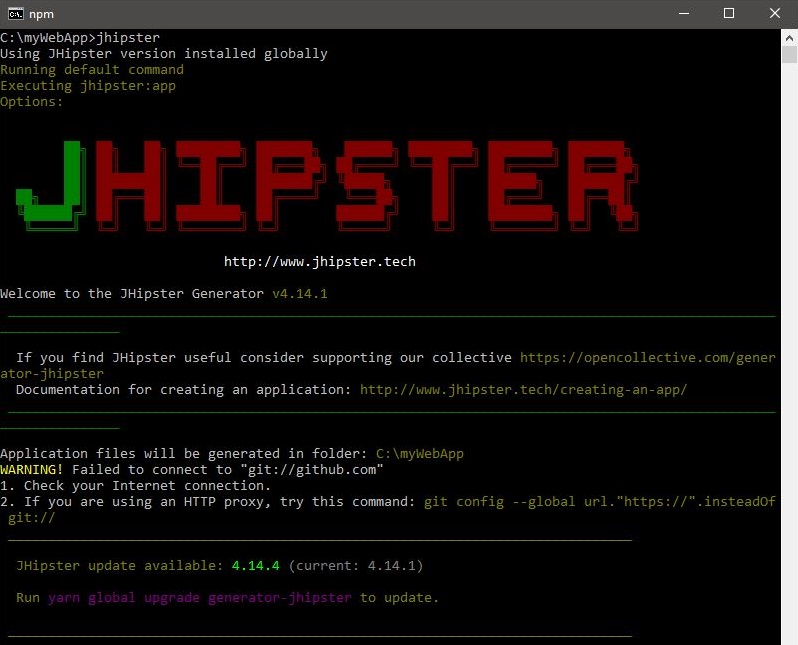 npm
C:\myWebApp>jhipster
Using JHipster version installed globally
Running default command
Executing jhipster:app
Options:
JHIPSTER
http://www.jhipster.tech
Welcome to the JHipster Generator v4.14.1
If you find JHipster useful consider supporting our collective https://opencollective.com/gener
ator-jhipster
Documentation for creating an application: http://www.jhipster.tech/creating-an-app/
Application files will be generated in folder: C:\myWebApp
WARNING! Failed to connect to "git://github.com"
1. Check your Internet connection.
2. If you are using an HTTP proxy, try this command: git config --global url."https://".insteadOf
git://
JHipster update available: 4.14.4 (current: 4.14.1)
Run yarn global upgrade generator-jhipster to update.